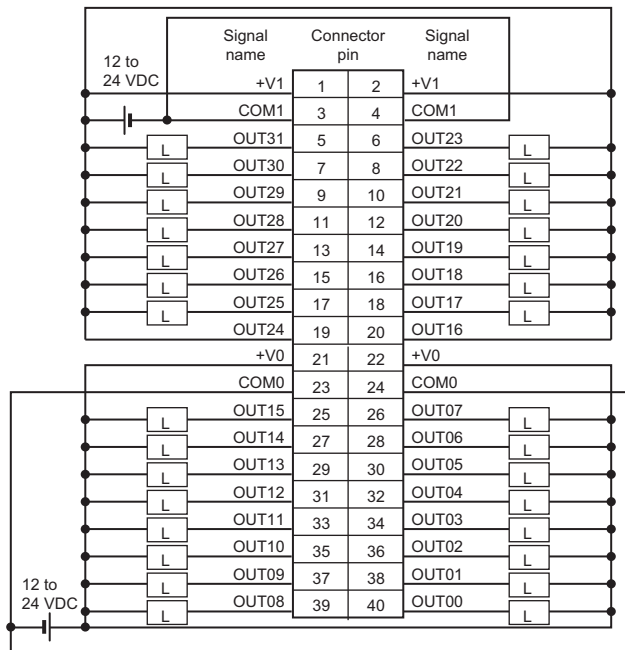 Signal name Connector pin Signal name
12 to 24 VDC
+V1 1 2 +V1
COM1 3 4 COM1
L OUT31 5 6 OUT23 L
L OUT30 7 8 OUT22 L
L OUT29 9 10 OUT21 L
L OUT28 11 12 OUT20 L
L OUT27 13 14 OUT19 L
L OUT26 15 16 OUT18 L
L OUT25 17 18 OUT17 L
OUT24 19 20 OUT16
+V0 21 22 +V0
COM0 23 24 COM0
L OUT15 25 26 OUT07 L
L OUT14 27 28 OUT06 L
L OUT13 29 30 OUT05 L
L OUT12 31 32 OUT04 L
L OUT11 33 34 OUT03 L
L OUT10 35 36 OUT02 L
L OUT09 37 38 OUT01 L
12 to 24 VDC
L OUT08 39 40 OUT00 L